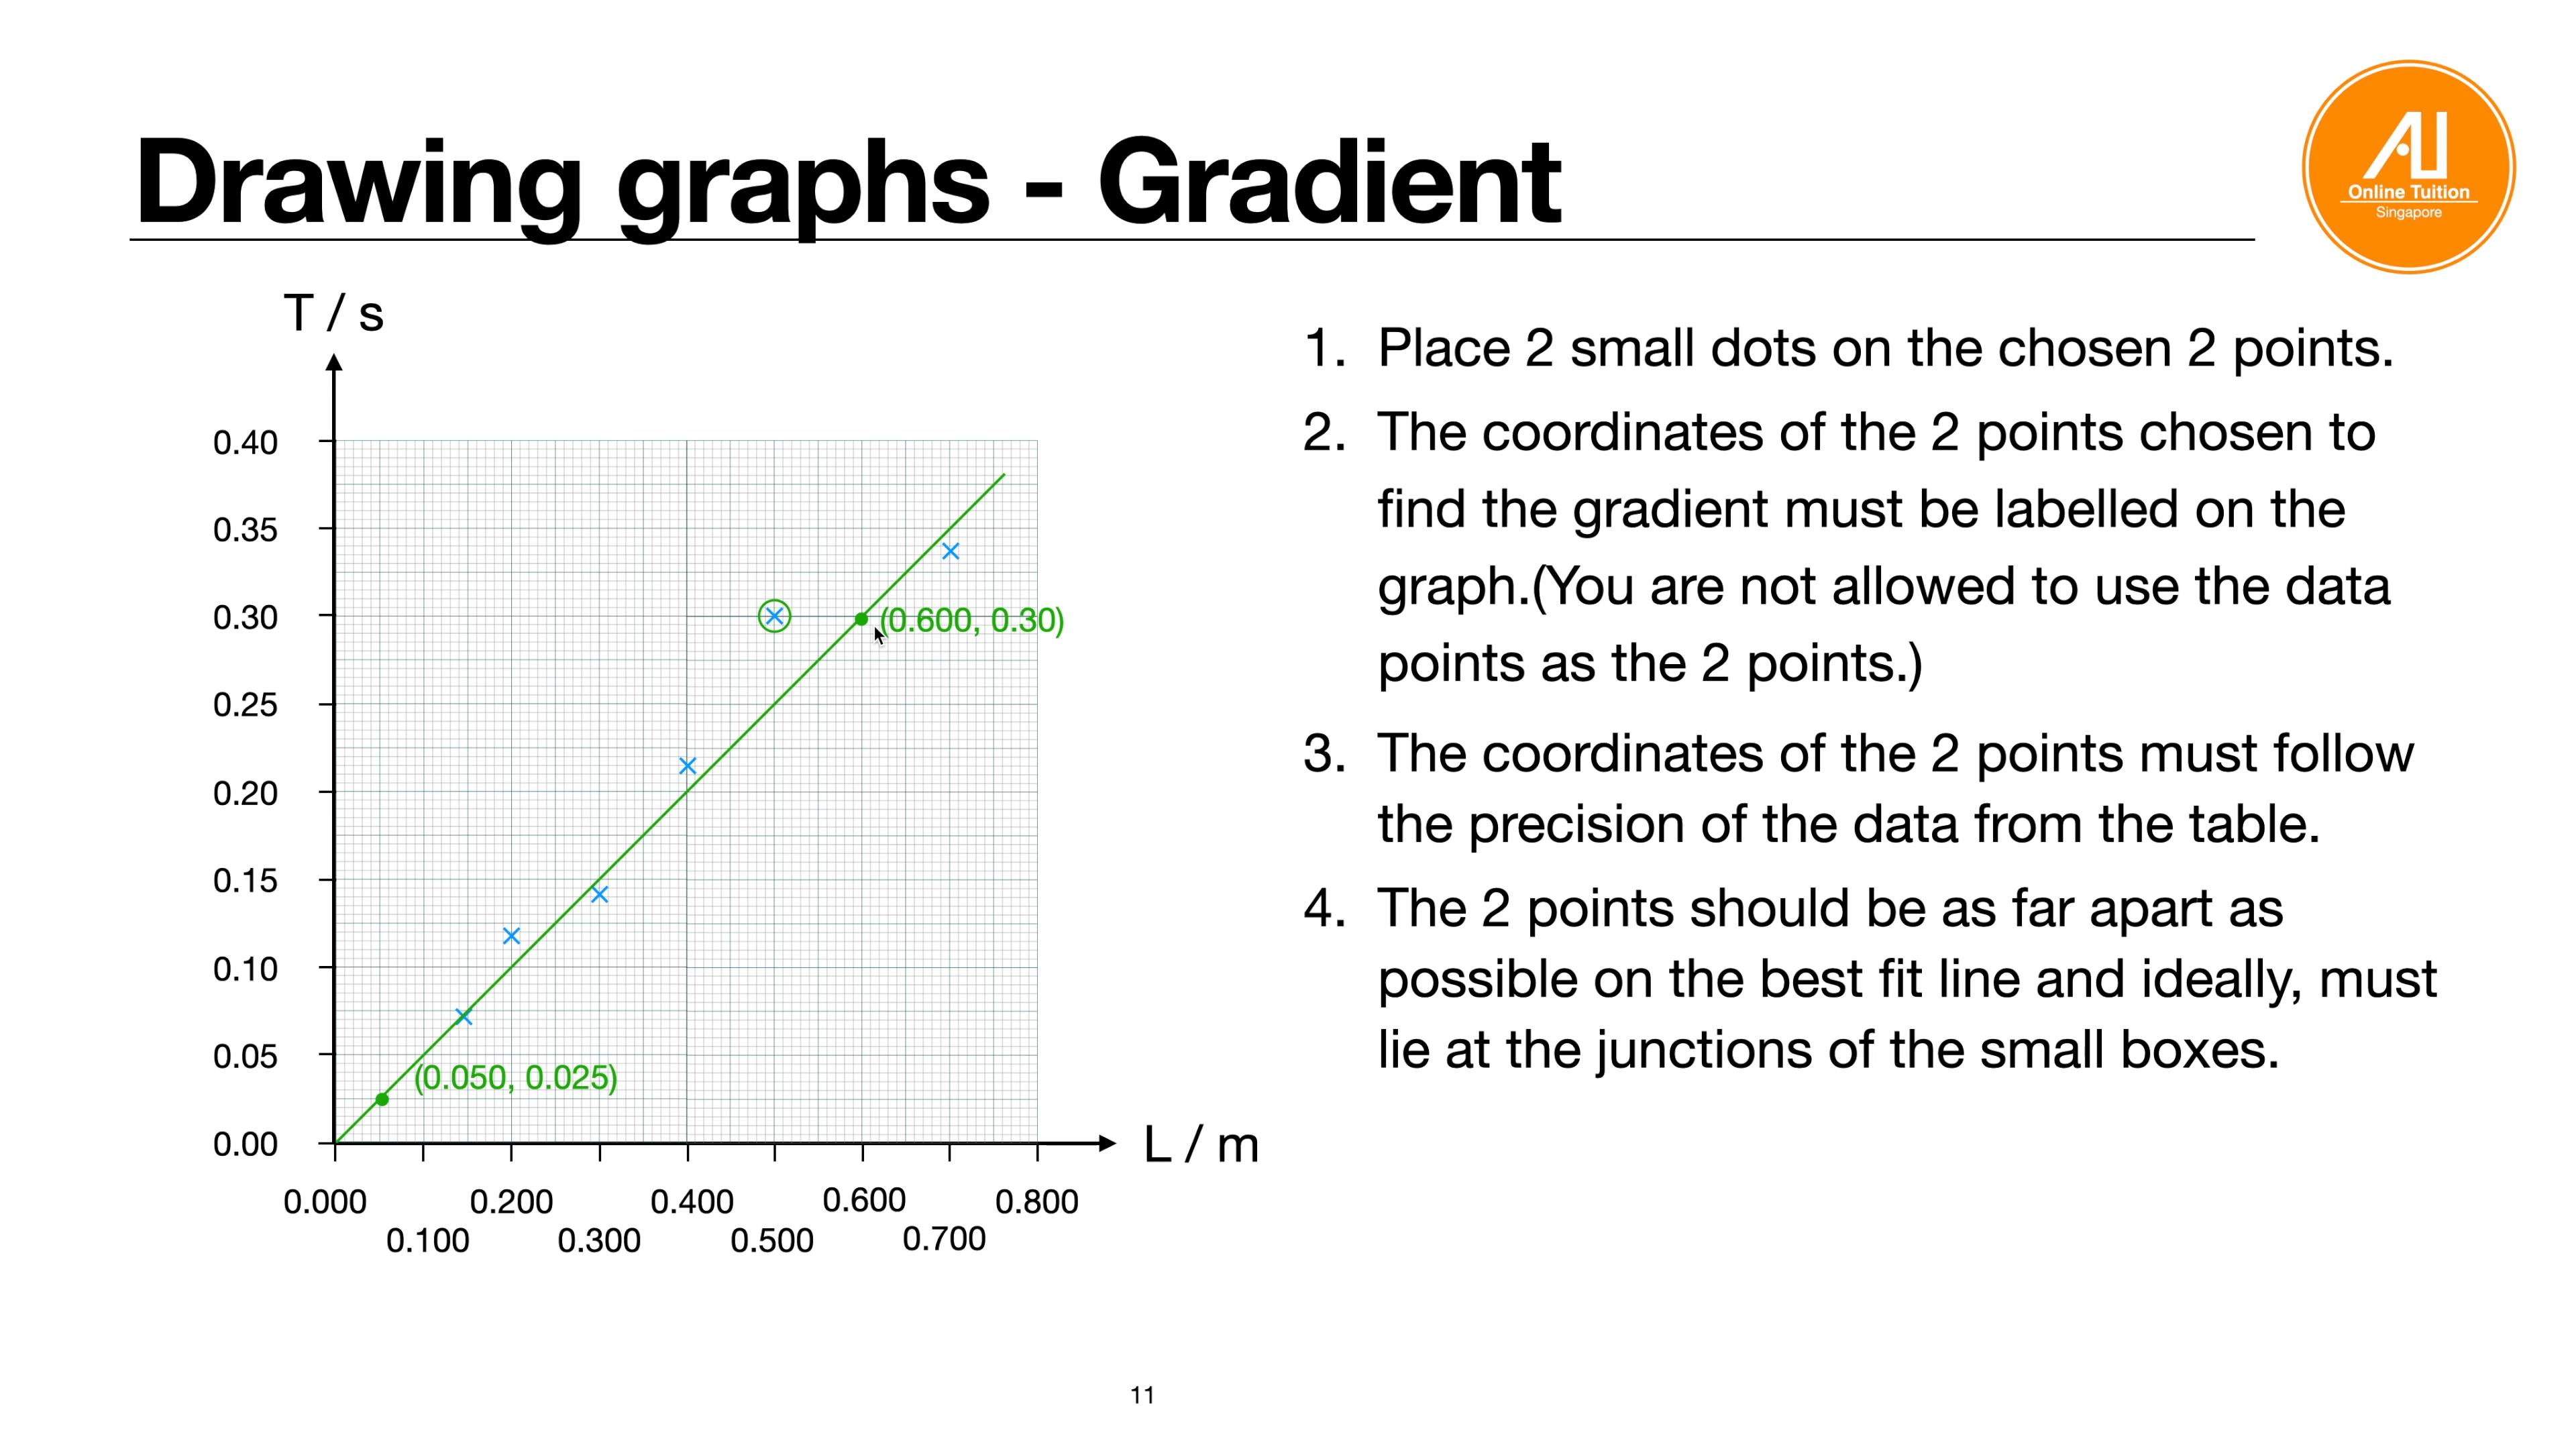 Drawing graphs - Gradient
AI
Online Tuition
Singapore
T / s
0.40
0.35
0.30
0.25
0.20
0.15
0.10
0.05
0.00
(0.600, 0.30)
(0.050, 0.025)
L / m
0.000
0.100
0.200
0.300
0.400
0.500
0.600
0.700
0.800
1. Place 2 small dots on the chosen 2 points.
2. The coordinates of the 2 points chosen to
find the gradient must be labelled on the
graph.(You are not allowed to use the data
points as the 2 points.)
3. The coordinates of the 2 points must follow
the precision of the data from the table.
4. The 2 points should be as far apart as
possible on the best fit line and ideally, must
lie at the junctions of the small boxes.
11